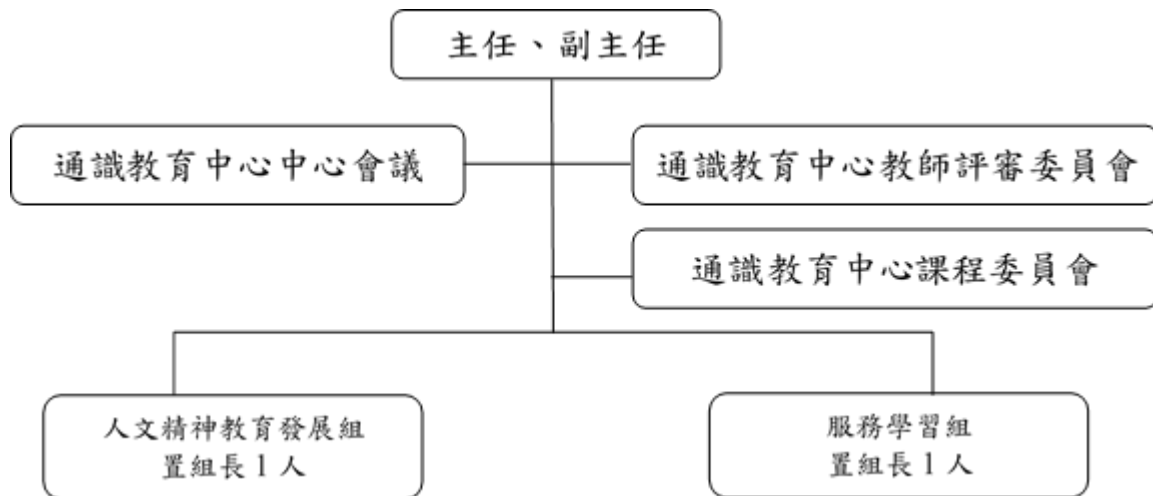 主任、副主任
通識教育中心中心會議
通識教育中心教師評審委員會
通識教育中心課程委員會
人文精神教育發展組
置組長1人
服務學習組
置組長1人